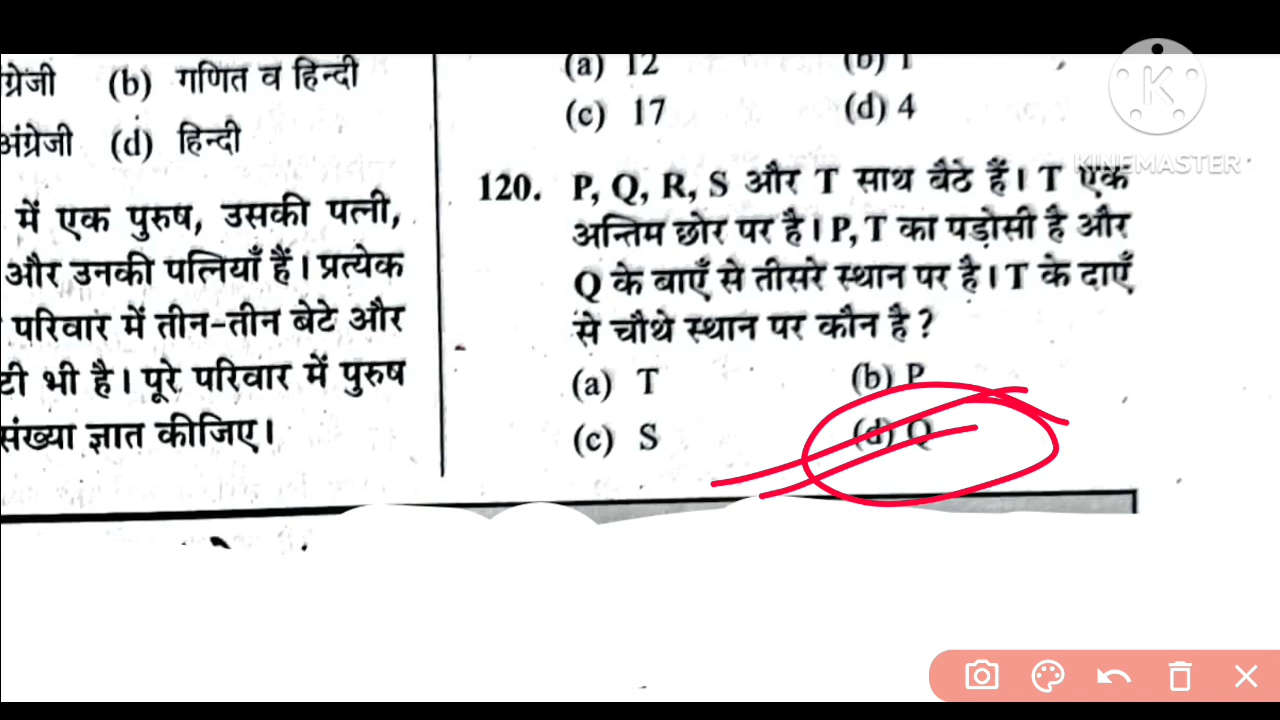 ग्रेजी (b) गणित व हिन्दी
अंग्रेजी (d) हिन्दी
में एक पुरुष, उसकी पत्नी,
और उनकी पत्नियाँ हैं। प्रत्येक
परिवार में तीन-तीन बेटे और
टी भी है। पूरे परिवार में पुरुष
संख्या ज्ञात कीजिए।
(a) 12 (b) 1
(c) 17 (d) 4
120. P, Q, R, S और T साथ बैठे हैं। T एक
अन्तिम छोर पर है। P, T का पड़ोसी है और
Q के बाएँ से तीसरे स्थान पर है। T के दाएँ
से चौथे स्थान पर कौन है?
(a) T (b) P
(c) S (d) Q
K
KINEMASTER